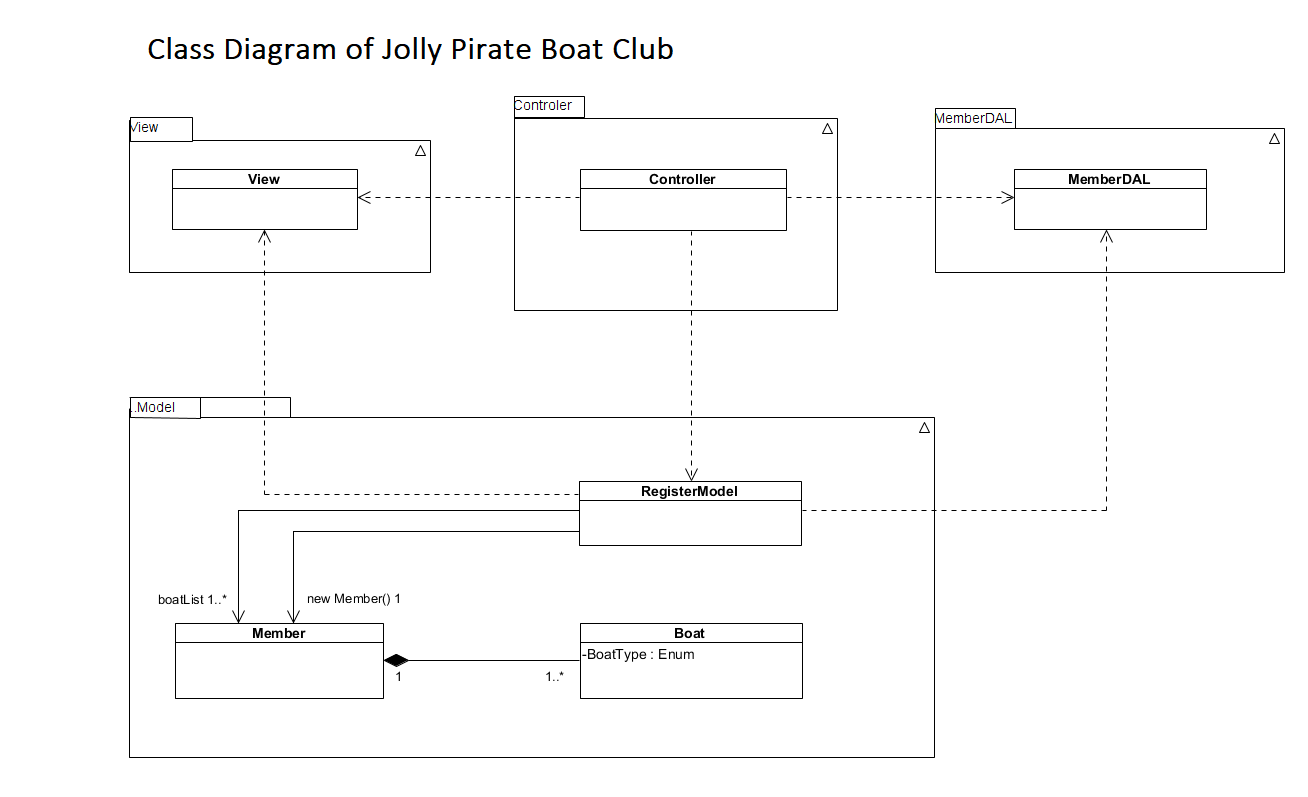 Class Diagram of Jolly Pirate Boat Club
Controler
MemberDAL
View
View
Controller
MemberDAL
..Model
RegisterModel
boatList 1..*
new Member() 1
Member
Boat
-BoatType : Enum
1
1..*